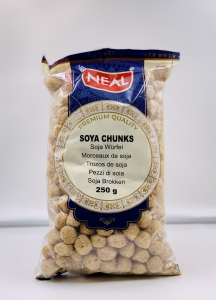 NEAL
PREMIUM QUALITY
SOYA CHUNKS
Soja Würfel
Morceaux de soja
Trozos de soja
Pezzi di soia
Soja Brokken
250 g